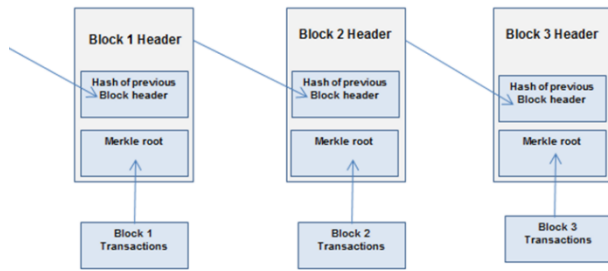 Block 1 Header
Hash of previous
Block header
Merkle root
Block 1
Transactions
Block 2 Header
Hash of previous
Block header
Merkle root
Block 2
Transactions
Block 3 Header
Hash of previous
Block header
Merkle root
Block 3
Transactions